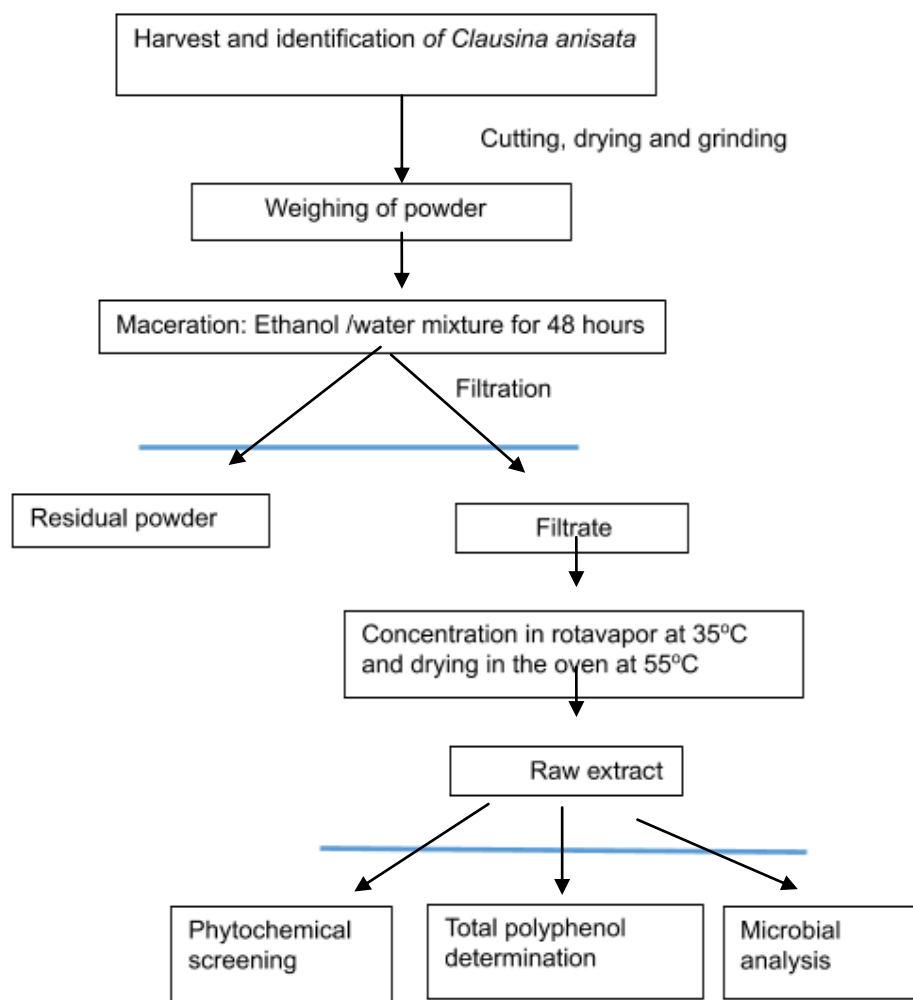 Harvest and identification of Clausina anisata
Cutting, drying and grinding
Weighing of powder
Maceration: Ethanol /water mixture for 48 hours
Filtration
Residual powder
Filtrate
Concentration in rotavapor at 35ºC
and drying in the oven at 55ºC
Raw extract
Phytochemical
screening
Total polyphenol
determination
Microbial
analysis